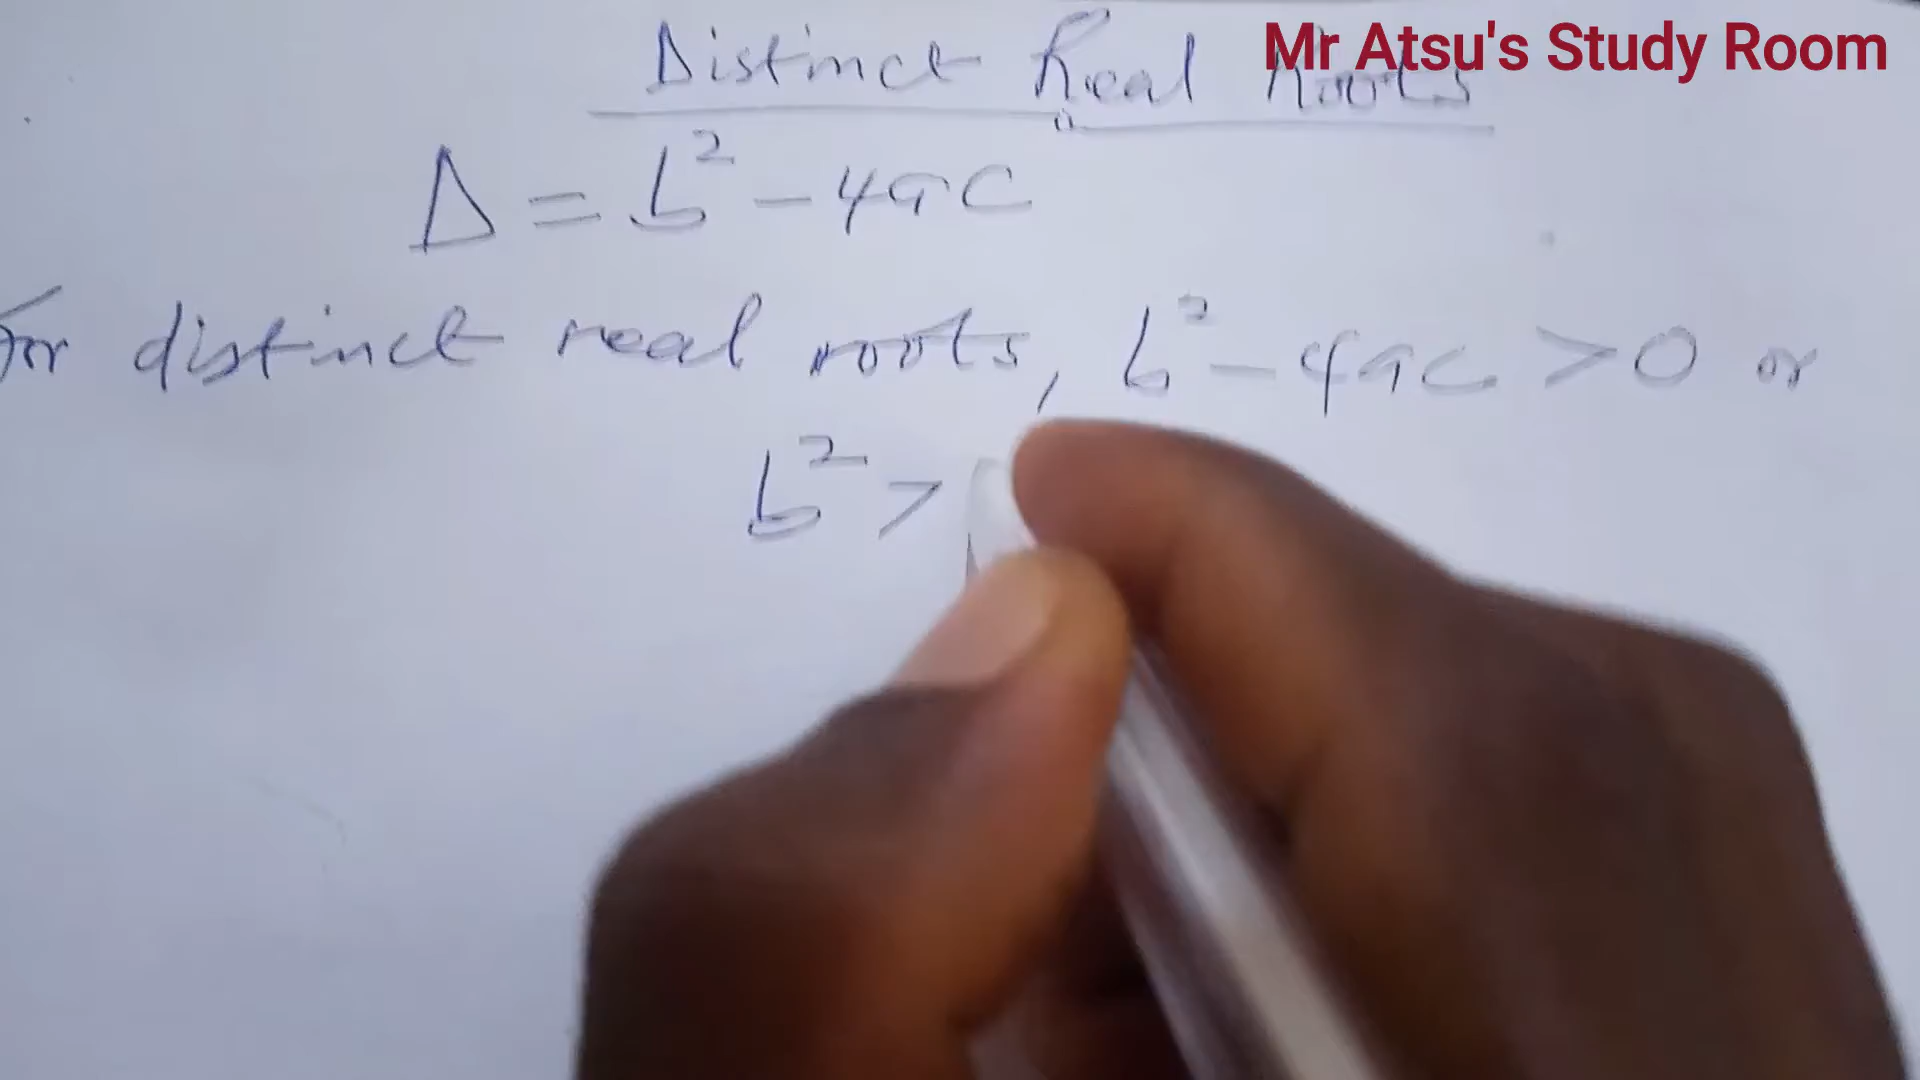 Mr Atsu's Study Room
Distinct Real Roots
Δ = b² - 4ac
For distinct real roots, b² - 4ac > 0 or
b² >